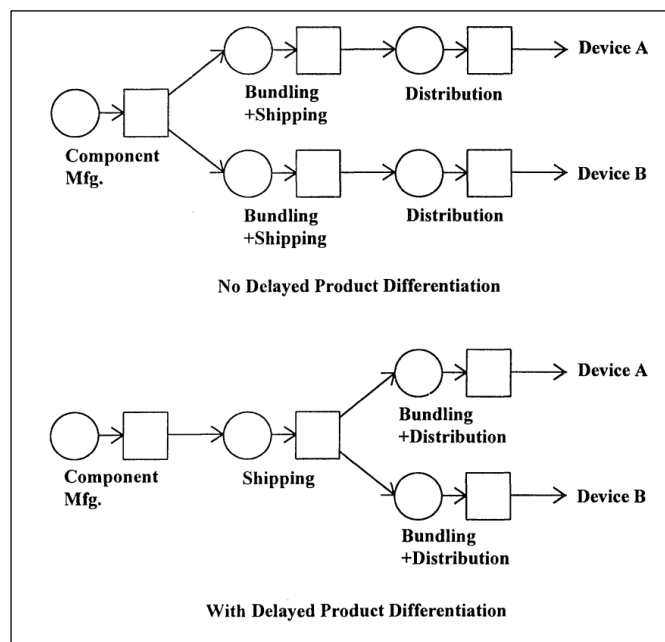 Device A
Bundling
+Shipping
Distribution
Component
Mfg.
Device B
Bundling
+Shipping
Distribution
No Delayed Product Differentiation
Device A
Bundling
+Distribution
Component
Mfg.
Shipping
Device B
Bundling
+Distribution
With Delayed Product Differentiation